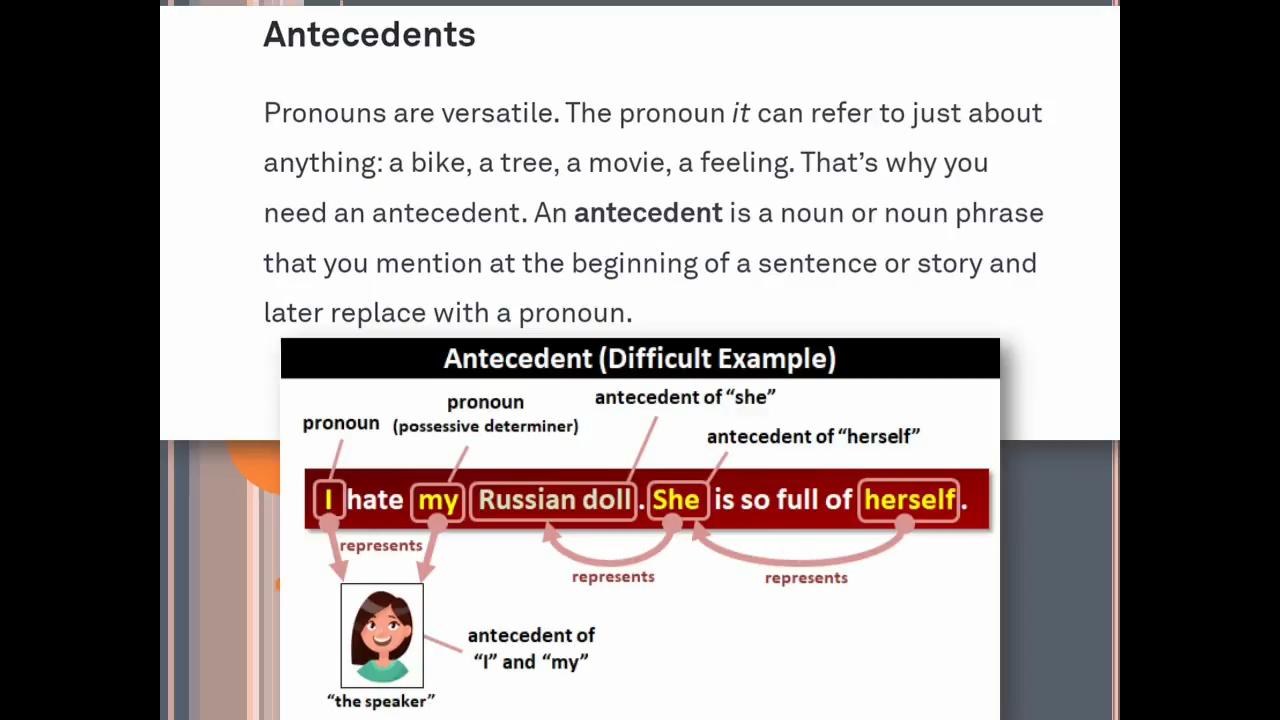 Antecedents
Pronouns are versatile. The pronoun it can refer to just about
anything: a bike, a tree, a movie, a feeling. That’s why you
need an antecedent. An antecedent is a noun or noun phrase
that you mention at the beginning of a sentence or story and
later replace with a pronoun.
Antecedent (Difficult Example)
pronoun
pronoun
(possessive determiner)
antecedent of “she”
antecedent of “herself”
I hate my Russian doll. She is so full of herself.
represents
represents
represents
antecedent of
“I” and “my”
“the speaker”